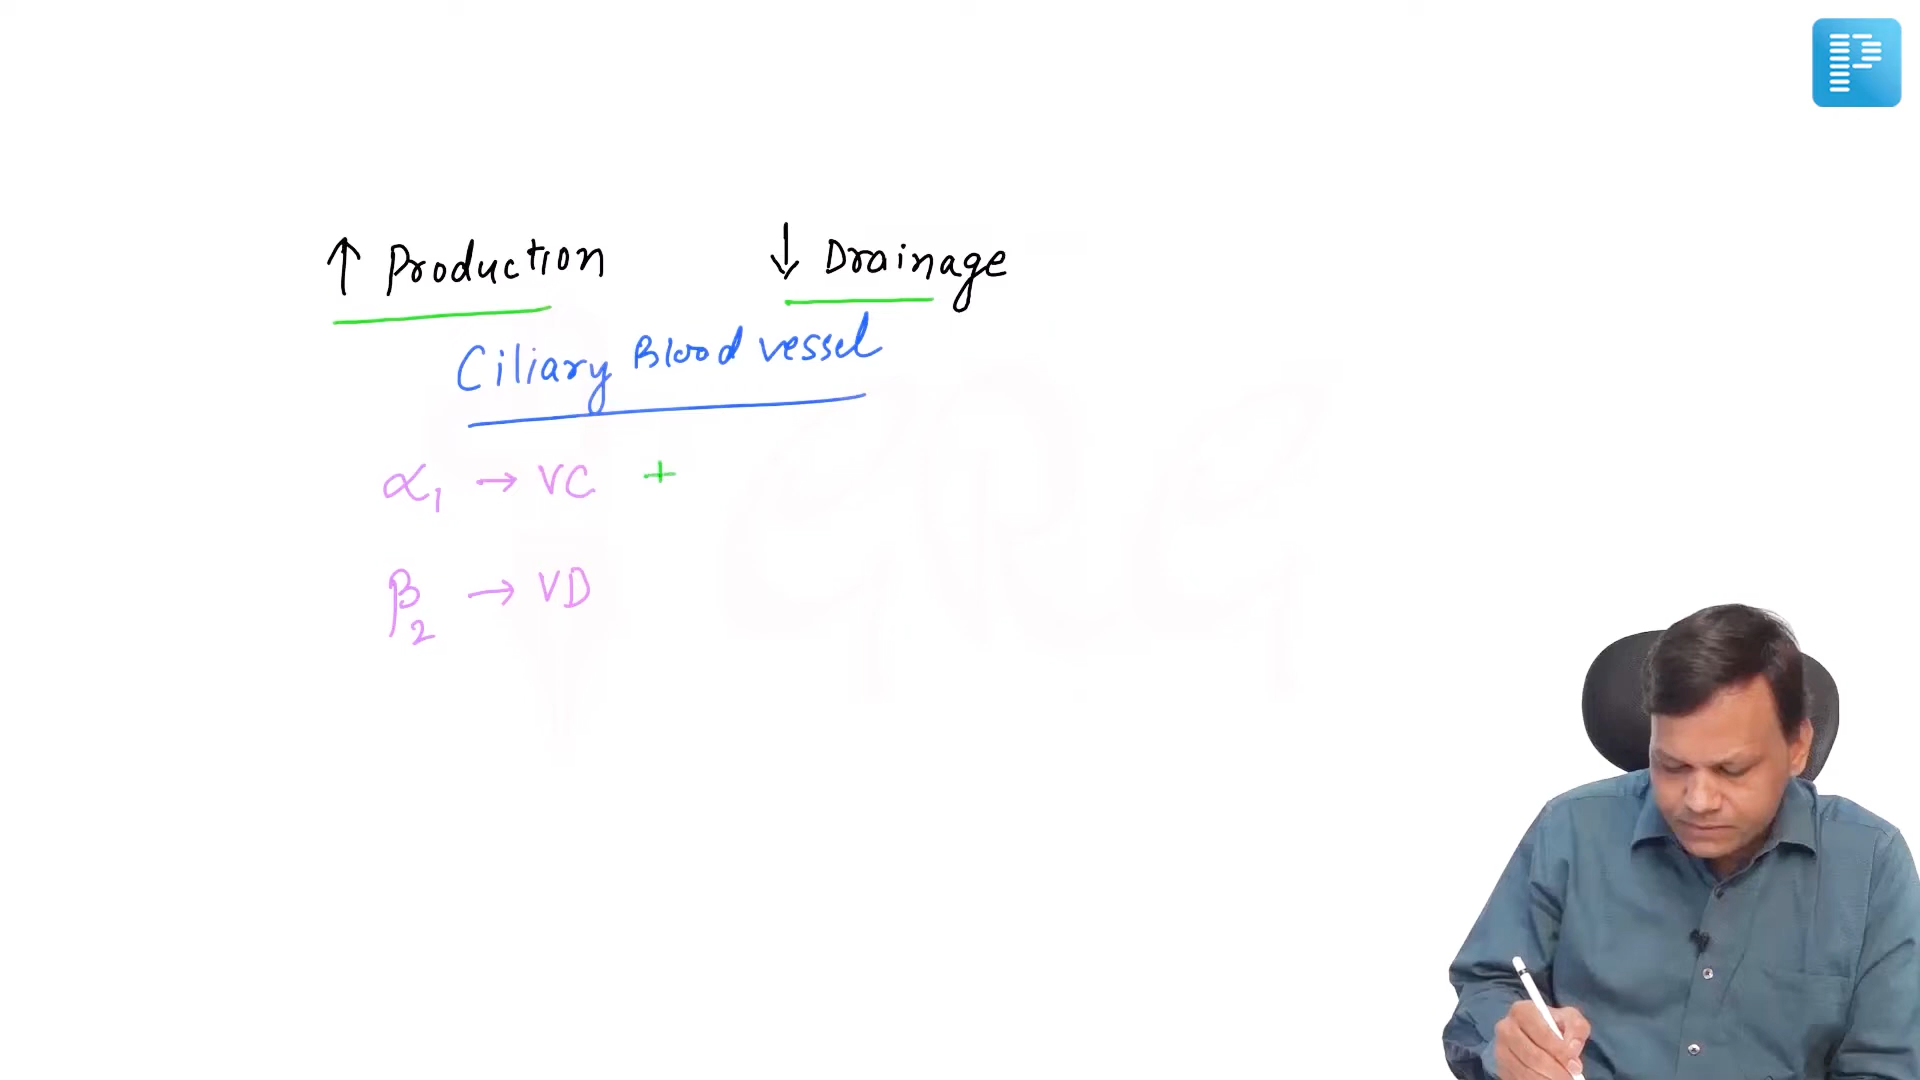 ↑ Production ↓ Drainage
Ciliary Blood vessel
α₁ → VC +
β₂ → VD